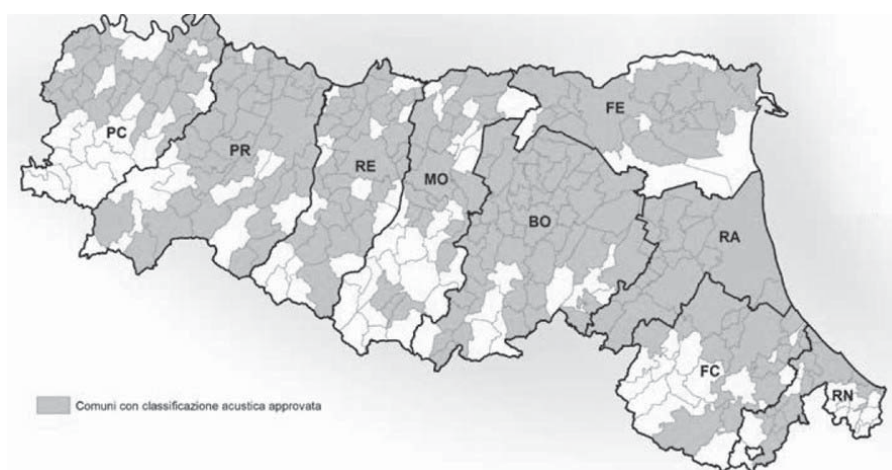 FE
PC
PR
RE
MO
BO
RA
FC
RN
Comuni con classificazione acustica approvata